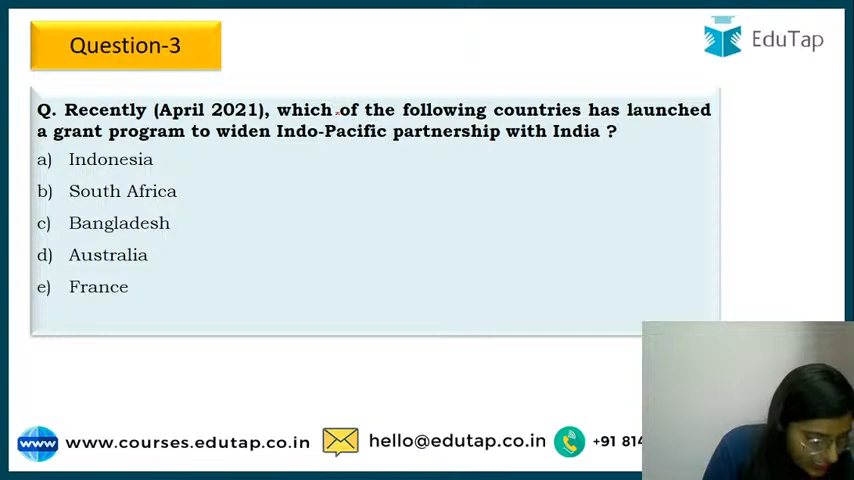 Question-3
EduTap
Q. Recently (April 2021), which of the following countries has launched
a grant program to widen Indo-Pacific partnership with India ?
a) Indonesia
b) South Africa
c) Bangladesh
d) Australia
e) France
www www.courses.edutap.co.in hello@edutap.co.in +91 814